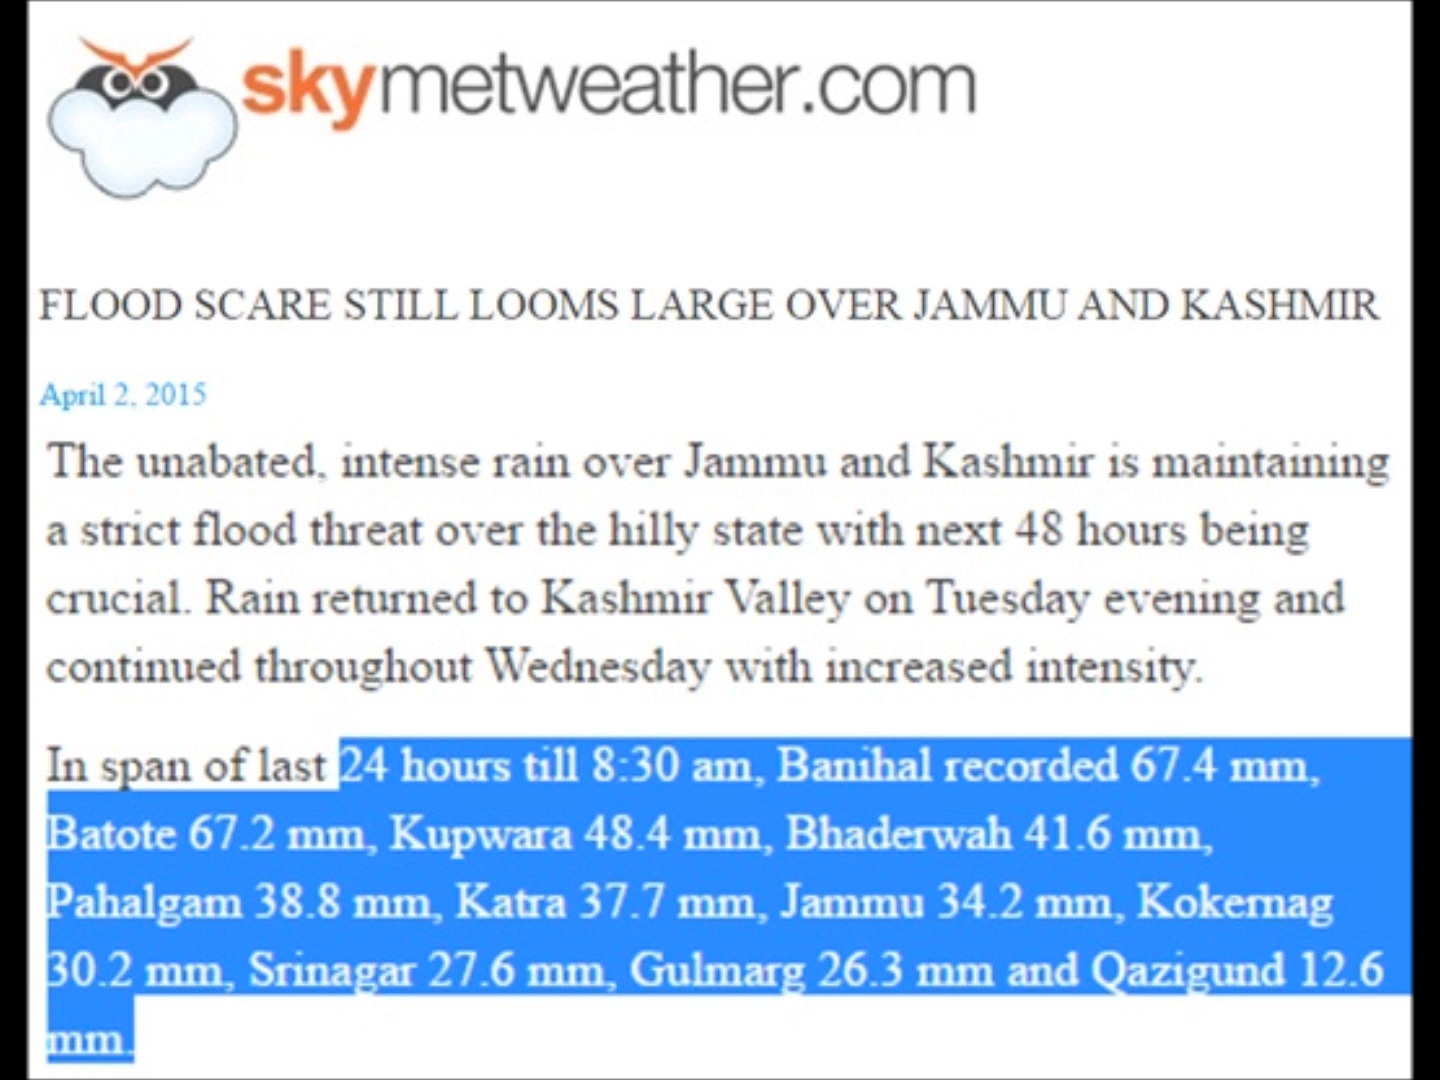 skymetweather.com
FLOOD SCARE STILL LOOMS LARGE OVER JAMMU AND KASHMIR
April 2, 2015
The unabated, intense rain over Jammu and Kashmir is maintaining
a strict flood threat over the hilly state with next 48 hours being
crucial. Rain returned to Kashmir Valley on Tuesday evening and
continued throughout Wednesday with increased intensity.
In span of last 24 hours till 8:30 am, Banihal recorded 67.4 mm,
Batote 67.2 mm, Kupwara 48.4 mm, Bhaderwah 41.6 mm,
Pahalgam 38.8 mm, Katra 37.7 mm, Jammu 34.2 mm, Kokernag
30.2 mm, Srinagar 27.6 mm, Gulmarg 26.3 mm and Qazigund 12.6
mm.